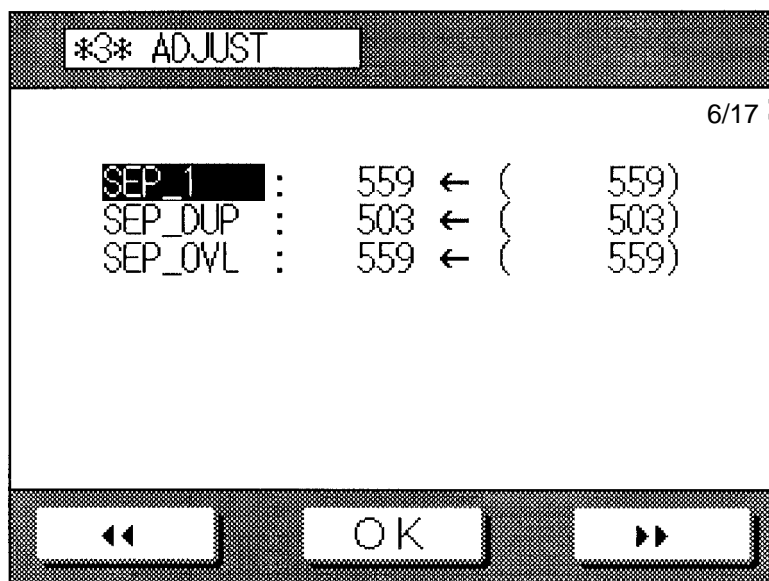 *3* ADJUST
6/17
SEP_1 : 559 ← ( 559)
SEP_DUP : 503 ← ( 503)
SEP_OVL : 559 ← ( 559)
OK